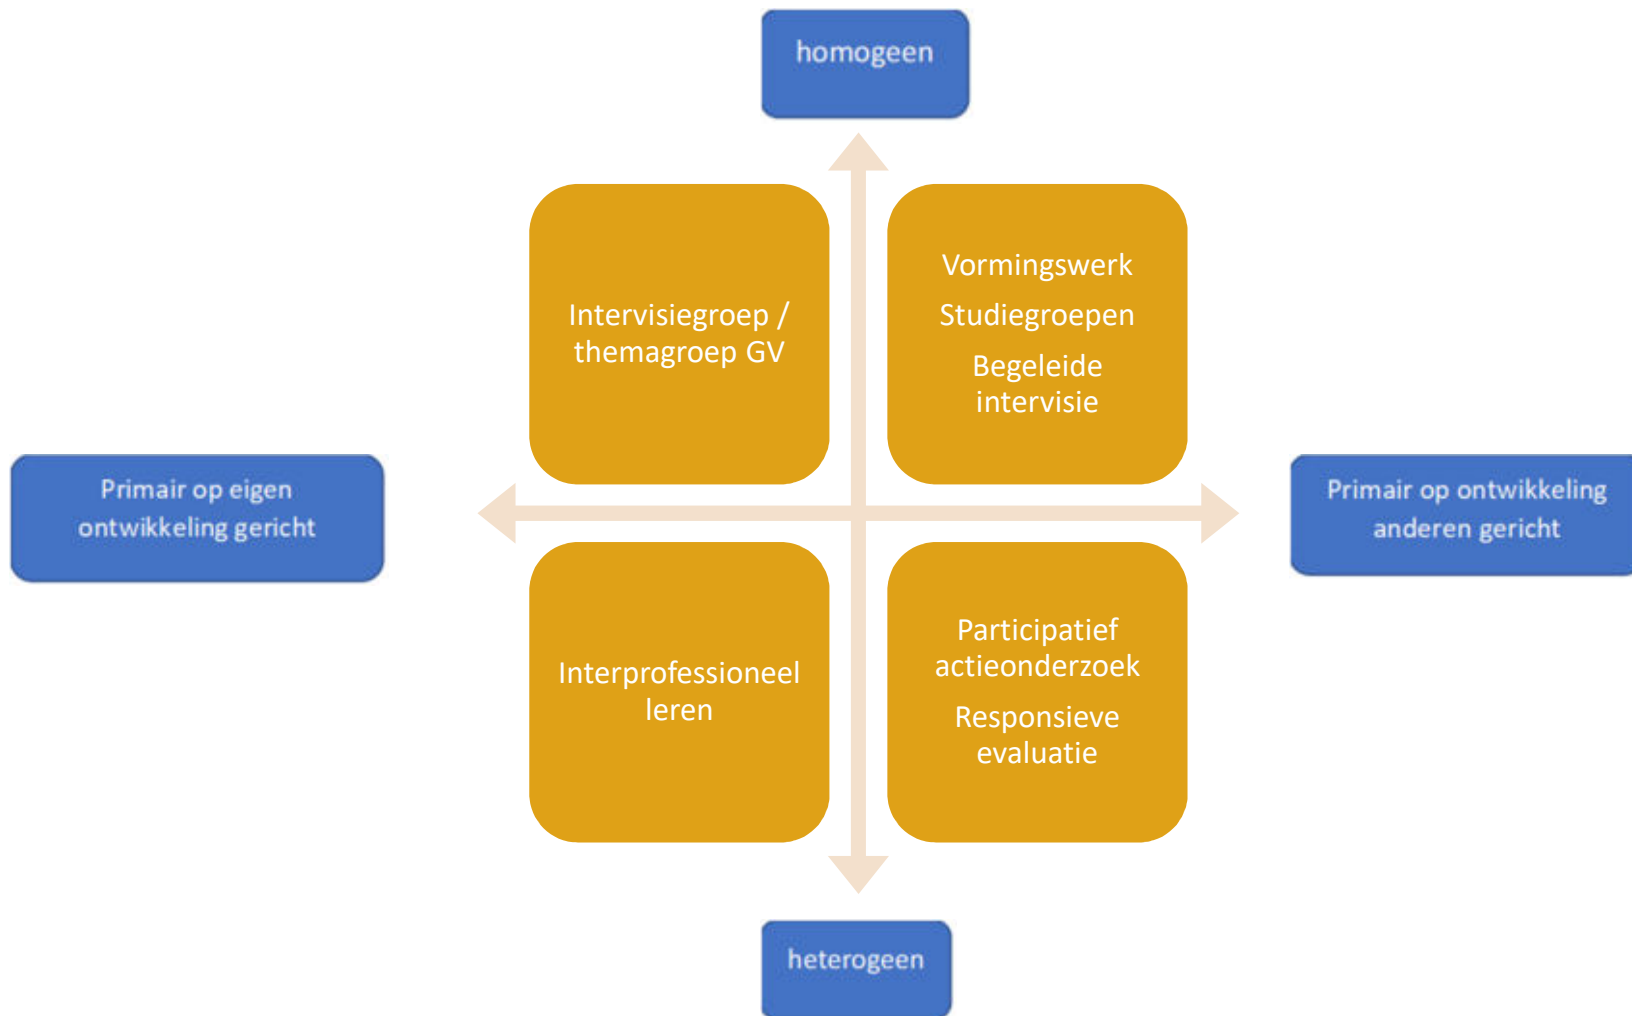 homogeen
Intervisiegroep /
themagroep GV
Vormingswerk
Studiegroepen
Begeleide
intervisie
Primair op eigen
ontwikkeling gericht
Primair op ontwikkeling
anderen gericht
Interprofessioneel
leren
Participatief
actieonderzoek
Responsieve
evaluatie
heterogeen